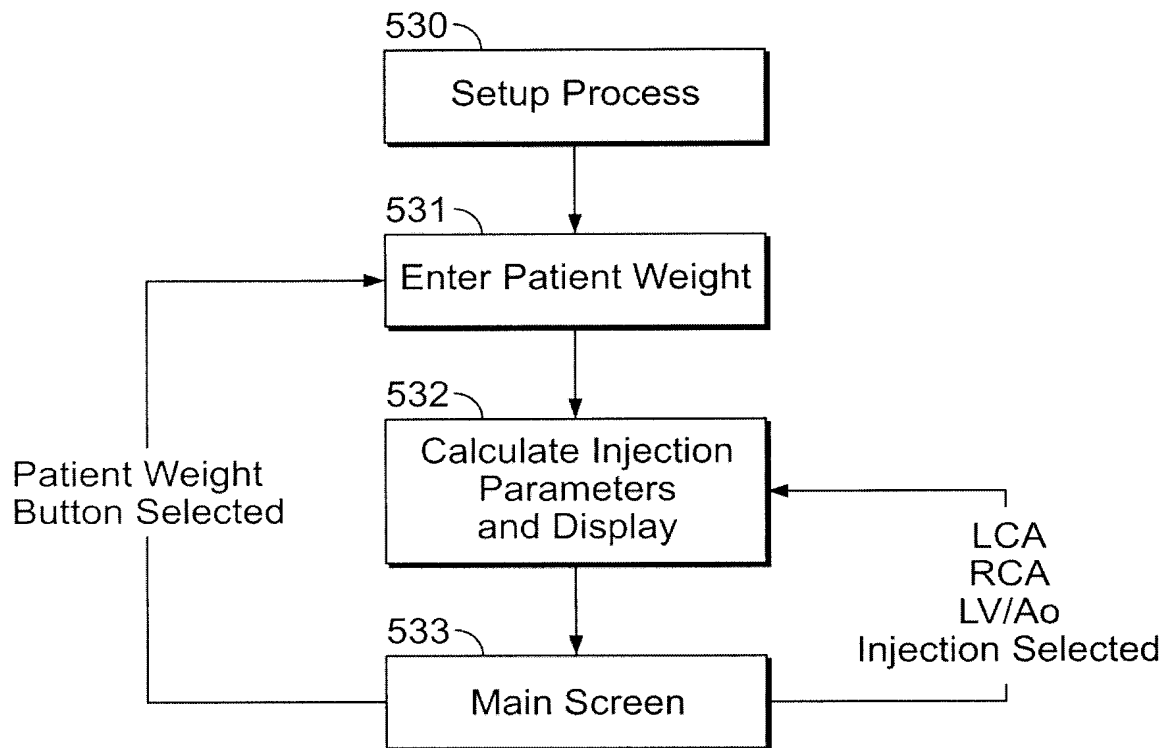 530
Setup Process
531
Enter Patient Weight
532
Calculate Injection
Parameters
and Display
Patient Weight
Button Selected
LCA
RCA
LV/Ao
Injection Selected
533
Main Screen